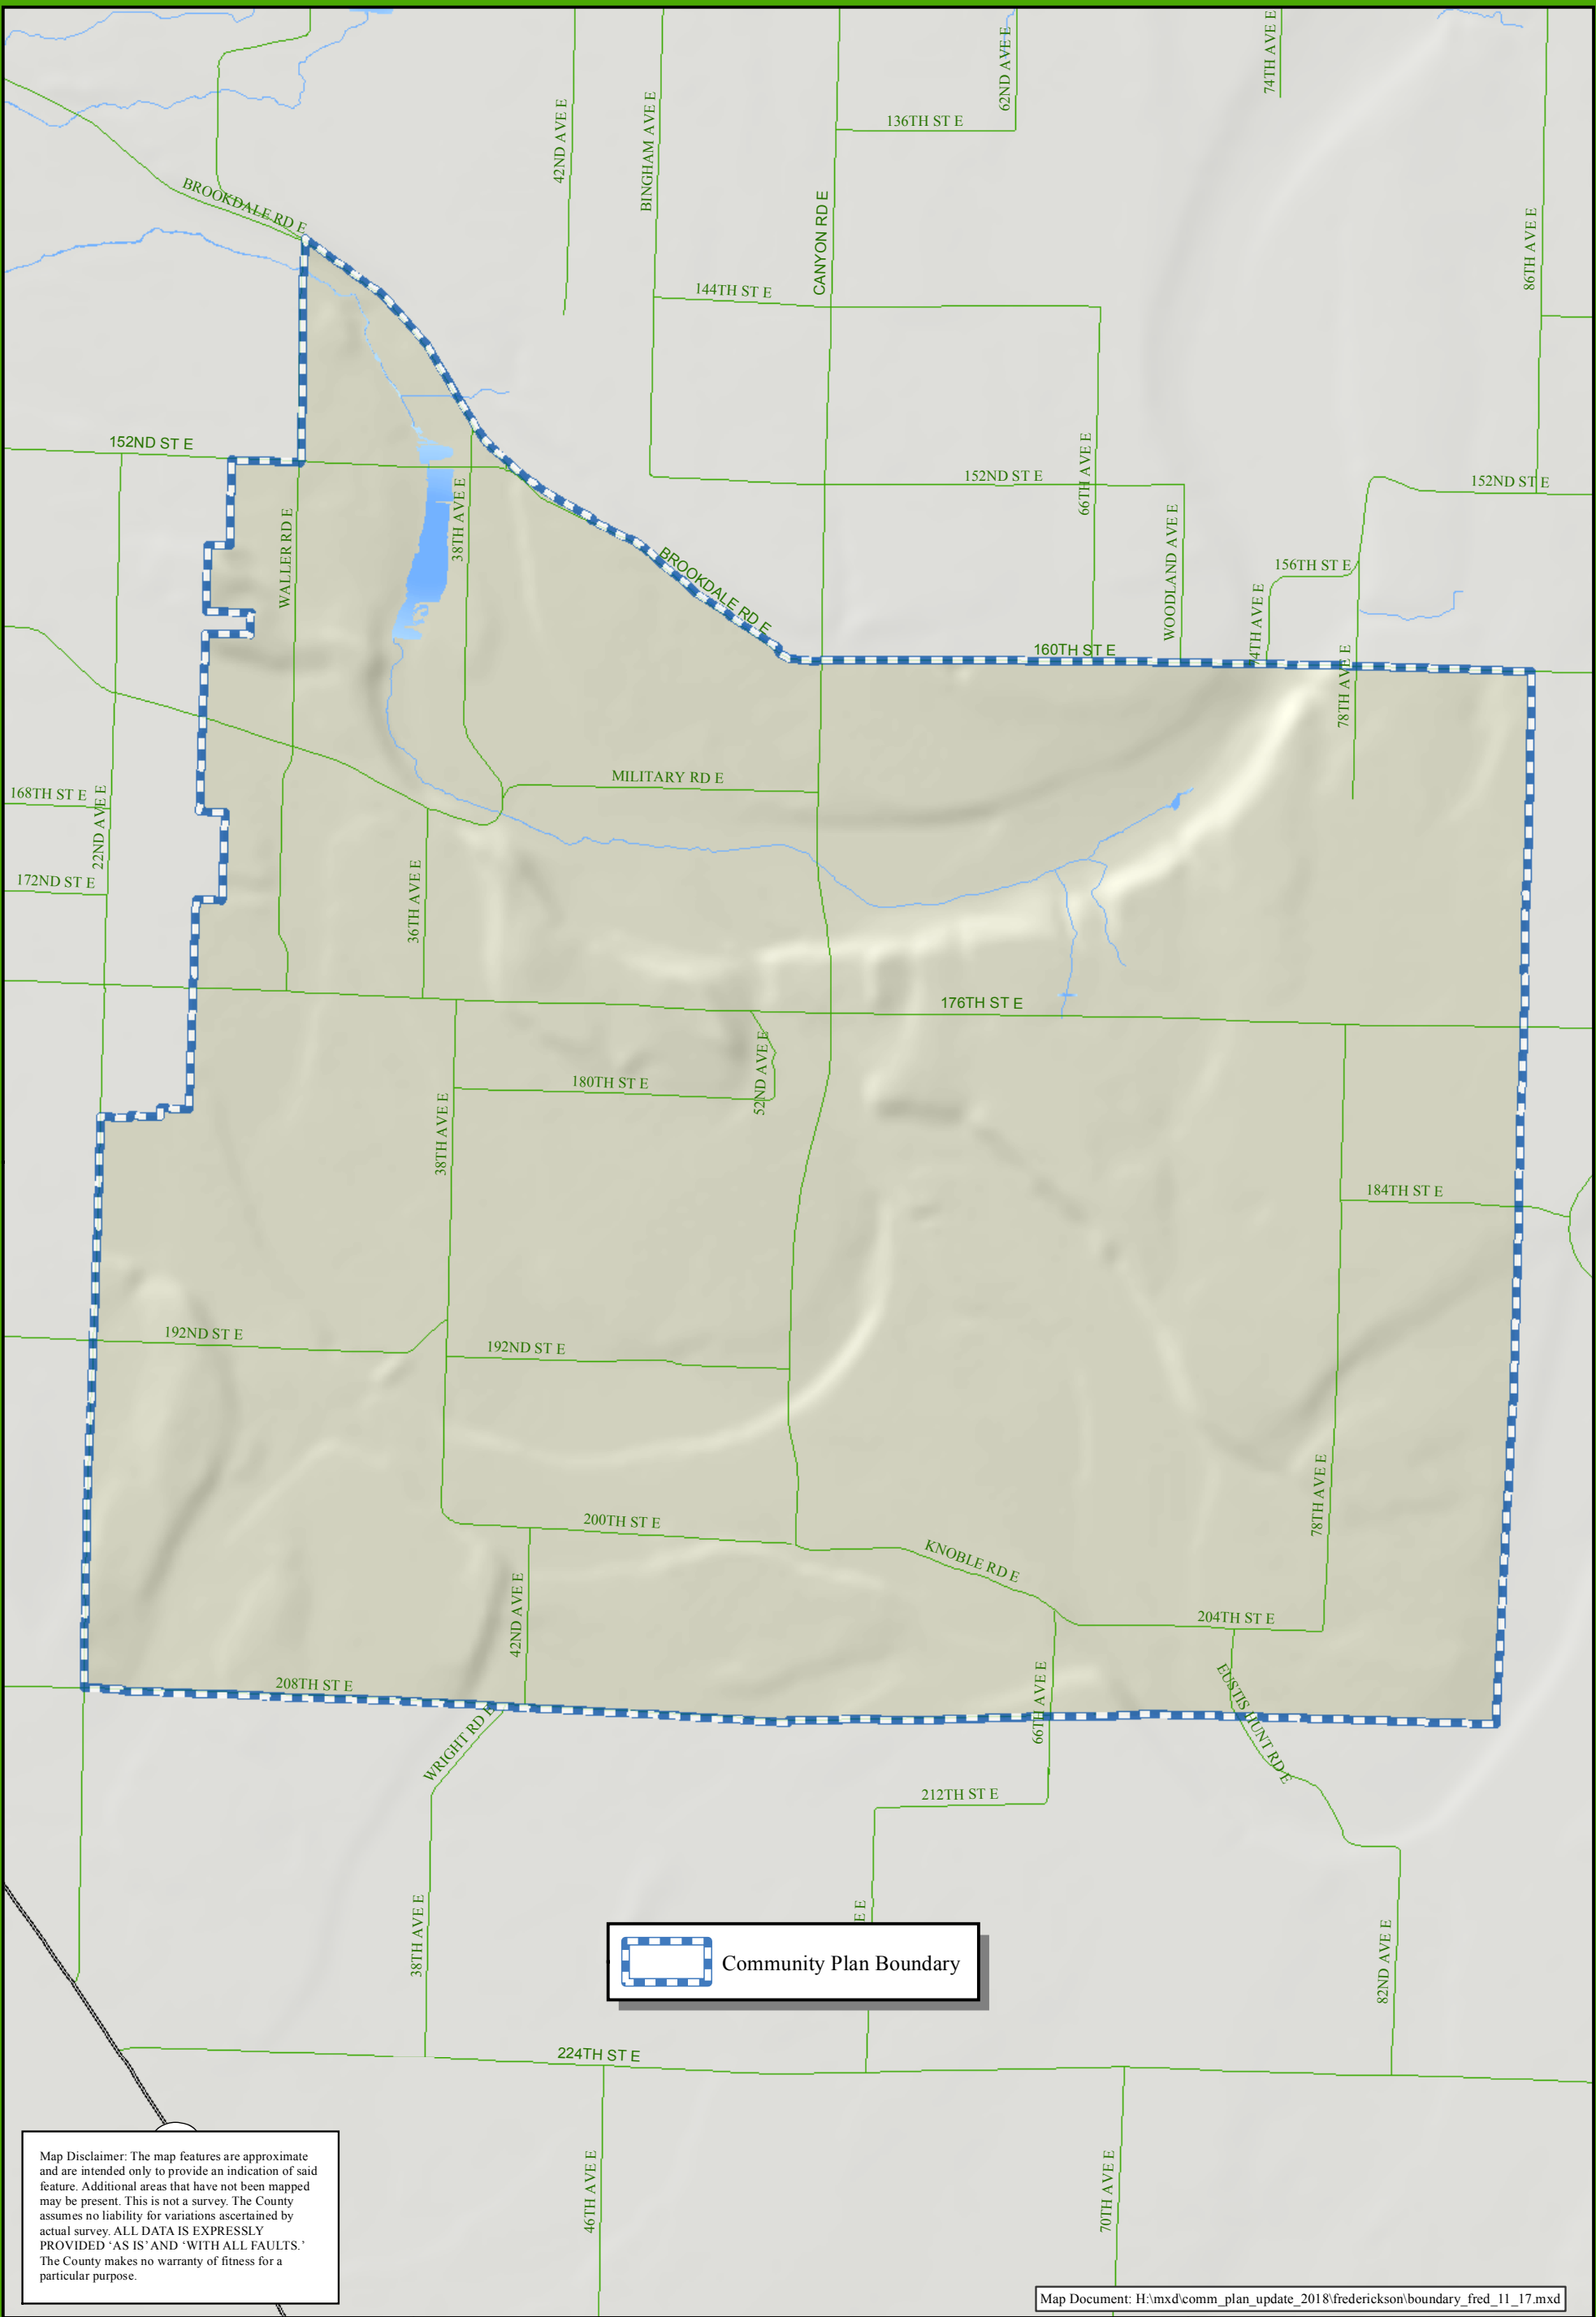 74TH AVE E
62ND AVE E
42ND AVE E
BINGHAM AVE E
136TH ST E
BROOKDALE RD E
CANYON RD E
86TH AVE E
144TH ST E
152ND ST E
66TH AVE E
152ND ST E
152ND ST E
38TH AVE E
WALLER RD E
WOODLAND AVE E
156TH ST E
BROOKDALE RD E
74TH AVE E
160TH ST E
78TH AVE E
MILITARY RD E
168TH ST E
22ND AVE E
172ND ST E
36TH AVE E
176TH ST E
52ND AVE E
180TH ST E
38TH AVE E
184TH ST E
192ND ST E
192ND ST E
78TH AVE E
200TH ST E
KNOBLE RD E
42ND AVE E
204TH ST E
208TH ST E
66TH AVE E
EUSTIS HUNT RD E
WRIGHT RD E
212TH ST E
38TH AVE E
E E
82ND AVE E
Community Plan Boundary
224TH ST E
46TH AVE E
70TH AVE E
Map Disclaimer: The map features are approximate
and are intended only to provide an indication of said
feature. Additional areas that have not been mapped
may be present. This is not a survey. The County
assumes no liability for variations ascertained by
actual survey. ALL DATA IS EXPRESSLY
PROVIDED ‘AS IS’ AND ‘WITH ALL FAULTS.’
The County makes no warranty of fitness for a
particular purpose.
Map Document: H:\mxd\comm_plan_update_2018\frederickson\boundary_fred_11_17.mxd